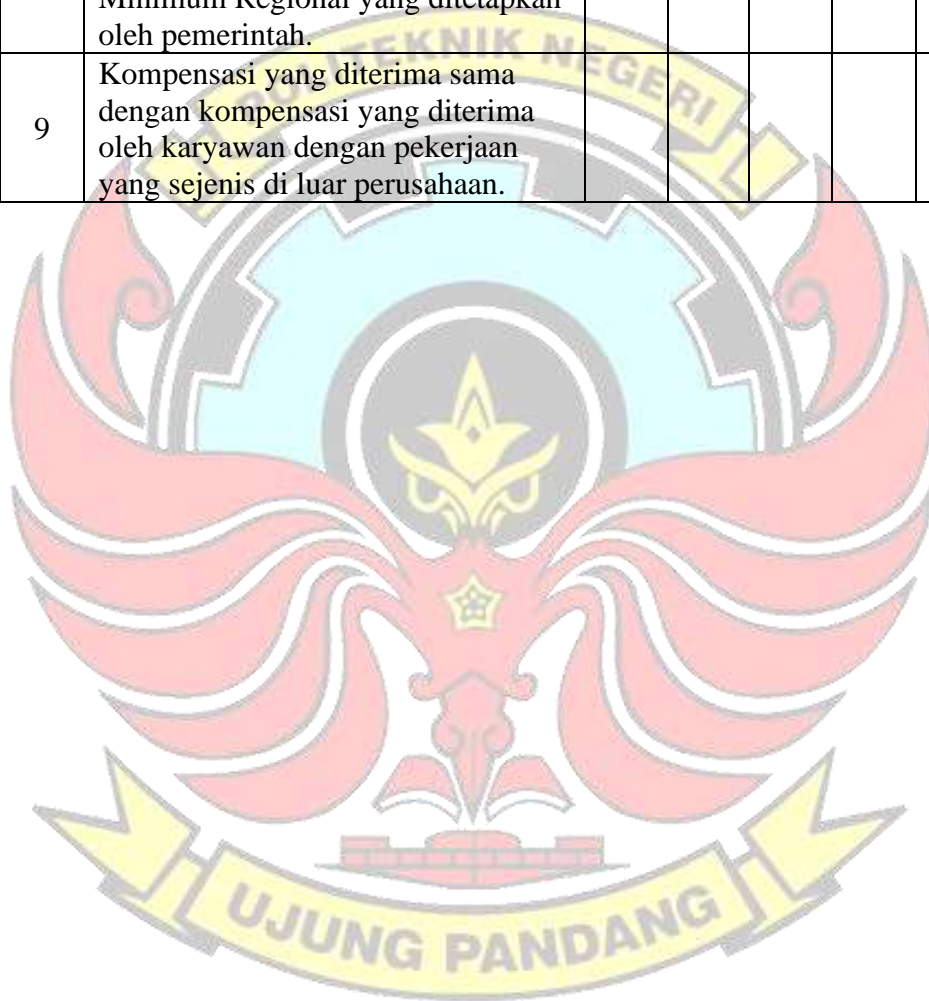 Minimum Regional yang ditetapkan
oleh pemerintah.
9
Kompensasi yang diterima sama
dengan kompensasi yang diterima
oleh karyawan dengan pekerjaan
yang sejenis di luar perusahaan.
POLITEKNIK NEGERI
UJUNG PANDANG